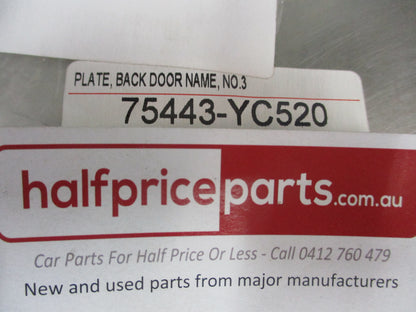 PLATE, BACK DOOR NAME, NO.3
75443-YC520
halfpriceparts.com.au
Car Parts For Half Price Or Less - Call 0412 760 479
New and used parts from major manufacturers